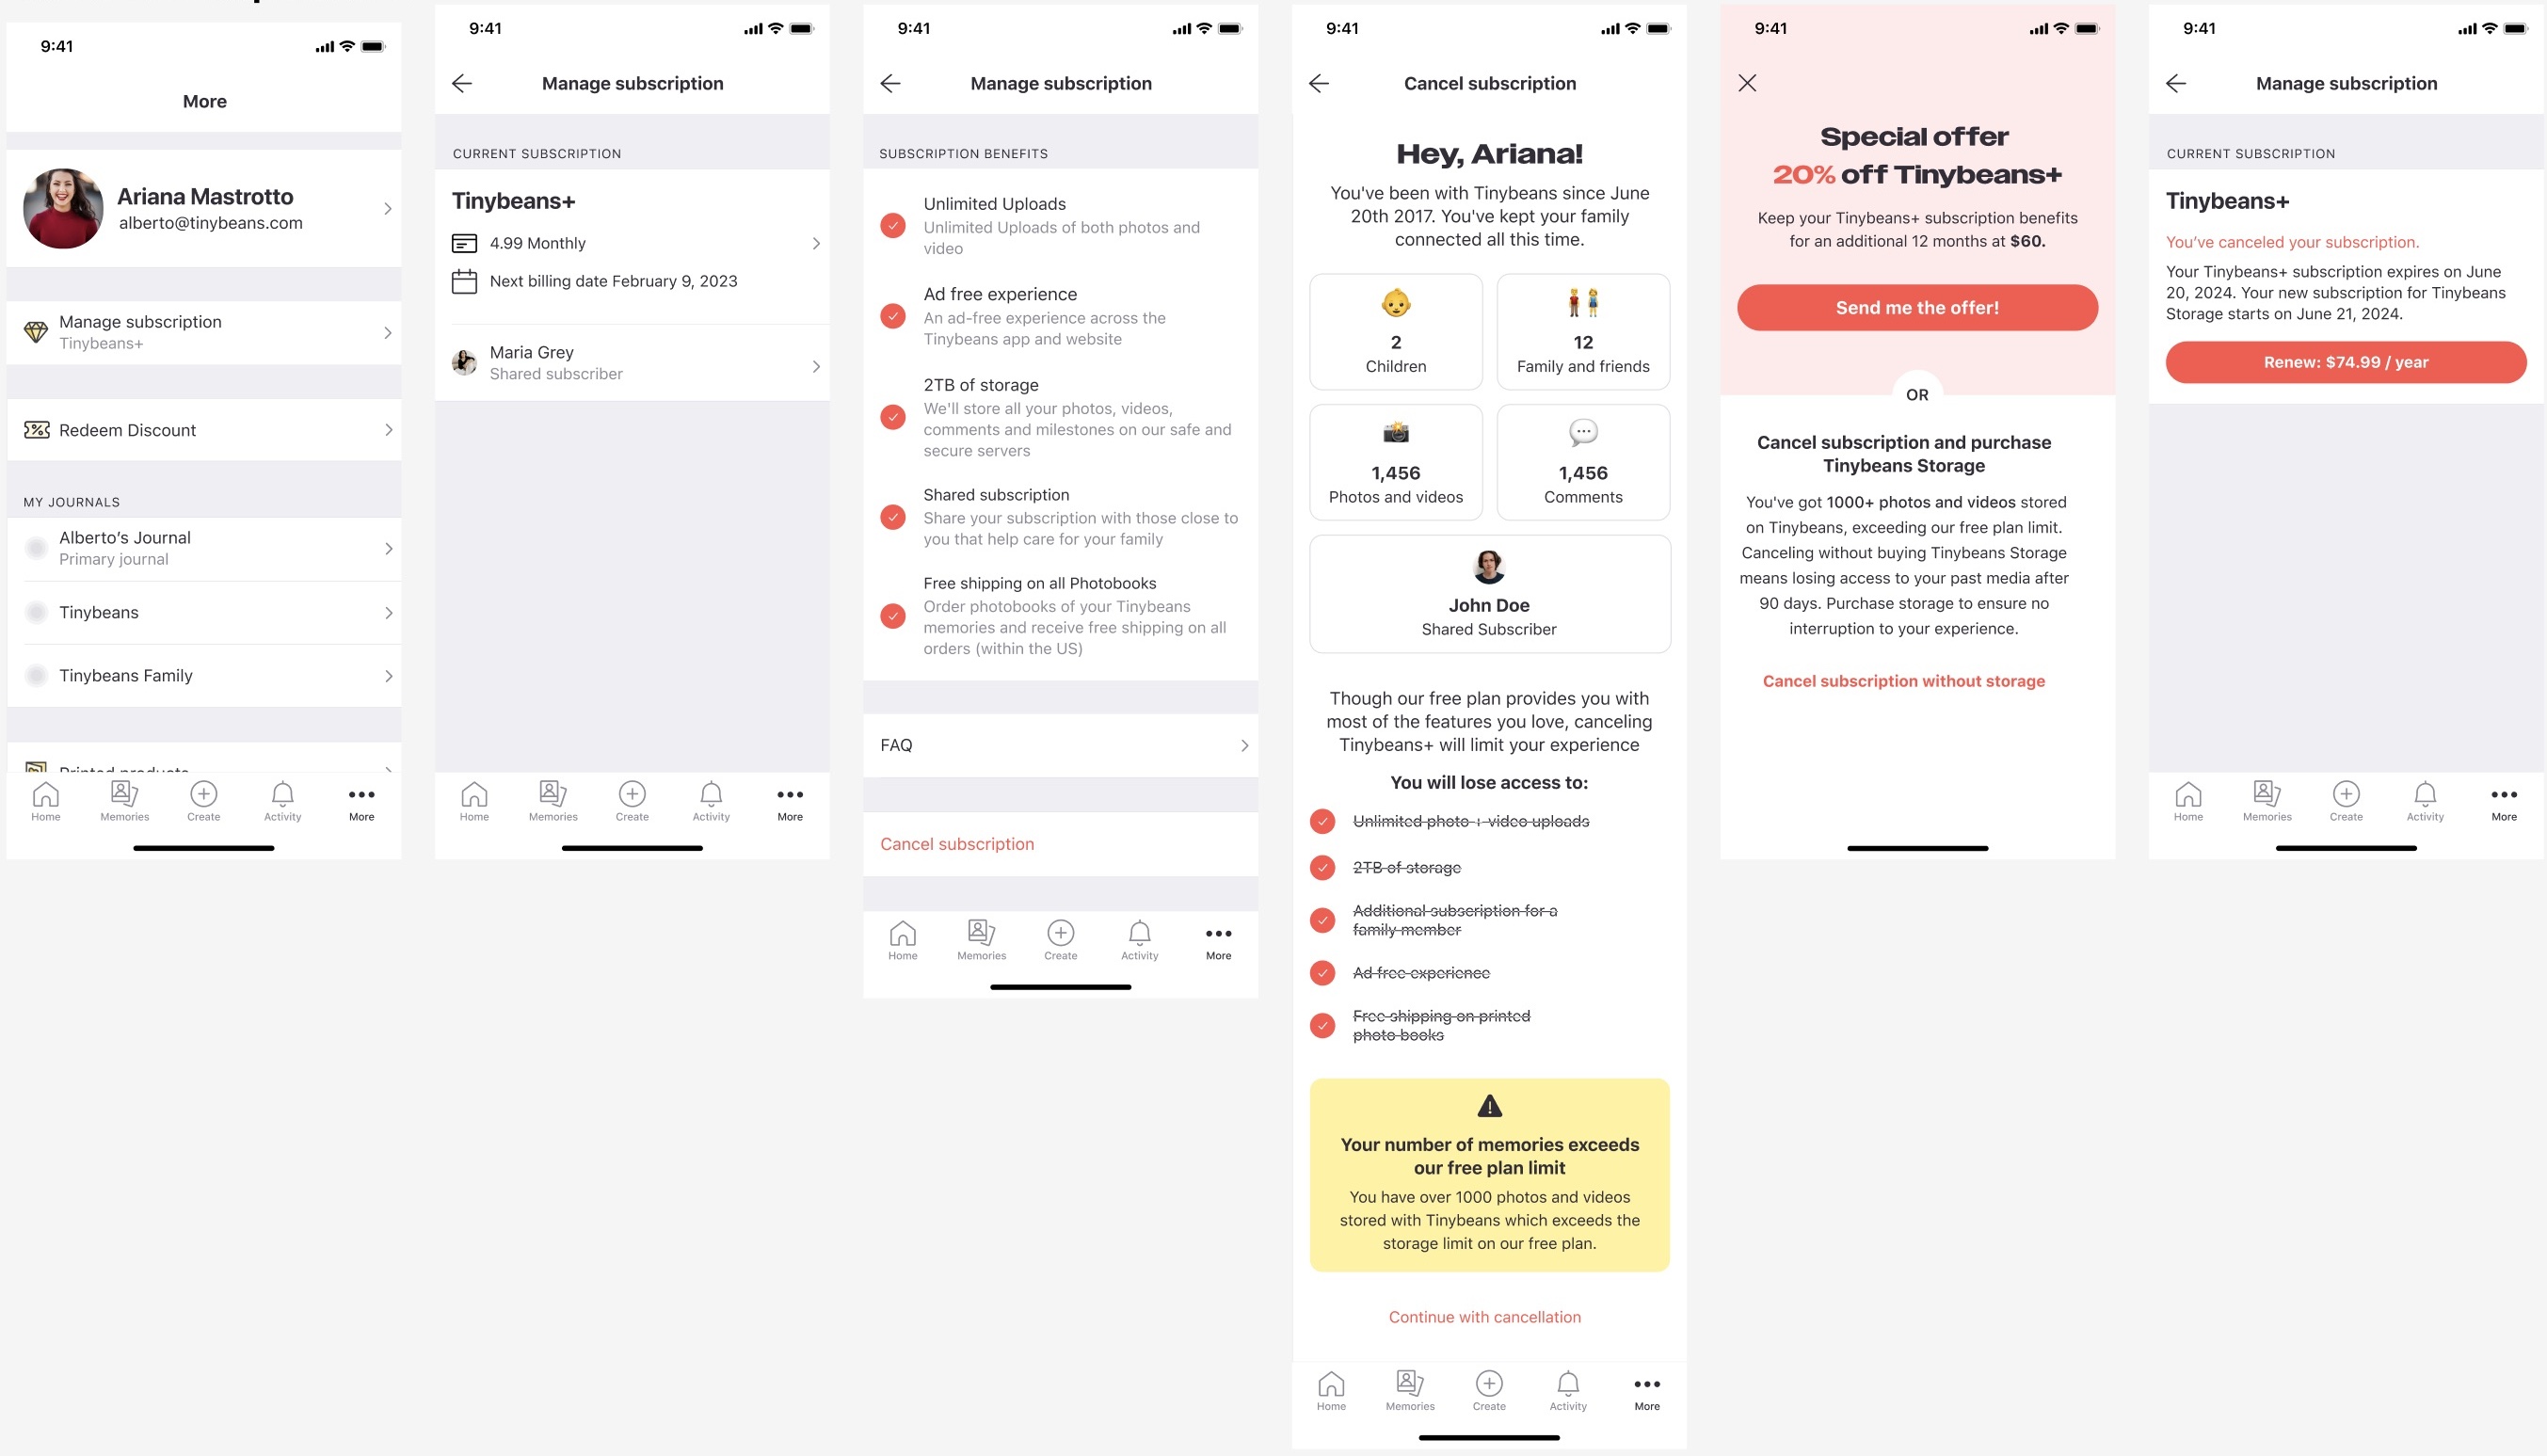 9:41
More
Ariana Mastrotto
alberto@tinybeans.com
Manage subscription
Tinybeans+
Redeem Discount
MY JOURNALS
Alberto’s Journal
Primary journal
Tinybeans
Tinybeans Family
Printed products
Home Memories Create Activity More
9:41
Manage subscription
CURRENT SUBSCRIPTION
Tinybeans+
4.99 Monthly
Next billing date February 9, 2023
Maria Grey
Shared subscriber
Home Memories Create Activity More
9:41
Manage subscription
SUBSCRIPTION BENEFITS
Unlimited Uploads
Unlimited Uploads of both photos and
video
Ad free experience
An ad-free experience across the
Tinybeans app and website
2TB of storage
We'll store all your photos, videos,
comments and milestones on our safe and
secure servers
Shared subscription
Share your subscription with those close to
you that help care for your family
Free shipping on all Photobooks
Order photobooks of your Tinybeans
memories and receive free shipping on all
orders (within the US)
FAQ
Cancel subscription
Home Memories Create Activity More
9:41
Cancel subscription
Hey, Ariana!
You've been with Tinybeans since June
20th 2017. You've kept your family
connected all this time.
2
Children
12
Family and friends
1,456
Photos and videos
1,456
Comments
John Doe
Shared Subscriber
Though our free plan provides you with
most of the features you love, canceling
Tinybeans+ will limit your experience
You will lose access to:
Unlimited photo + video uploads
2TB of storage
Additional subscription for a
family member
Ad free experience
Free shipping on printed
photo books
Your number of memories exceeds
our free plan limit
You have over 1000 photos and videos
stored with Tinybeans which exceeds the
storage limit on our free plan.
Continue with cancellation
Home Memories Create Activity More
9:41
Special offer
20% off Tinybeans+
Keep your Tinybeans+ subscription benefits
for an additional 12 months at $60.
Send me the offer!
OR
Cancel subscription and purchase
Tinybeans Storage
You've got 1000+ photos and videos stored
on Tinybeans, exceeding our free plan limit.
Canceling without buying Tinybeans Storage
means losing access to your past media after
90 days. Purchase storage to ensure no
interruption to your experience.
Cancel subscription without storage
9:41
Manage subscription
CURRENT SUBSCRIPTION
Tinybeans+
You’ve canceled your subscription.
Your Tinybeans+ subscription expires on June
20, 2024. Your new subscription for Tinybeans
Storage starts on June 21, 2024.
Renew: $74.99 / year
Home Memories Create Activity More